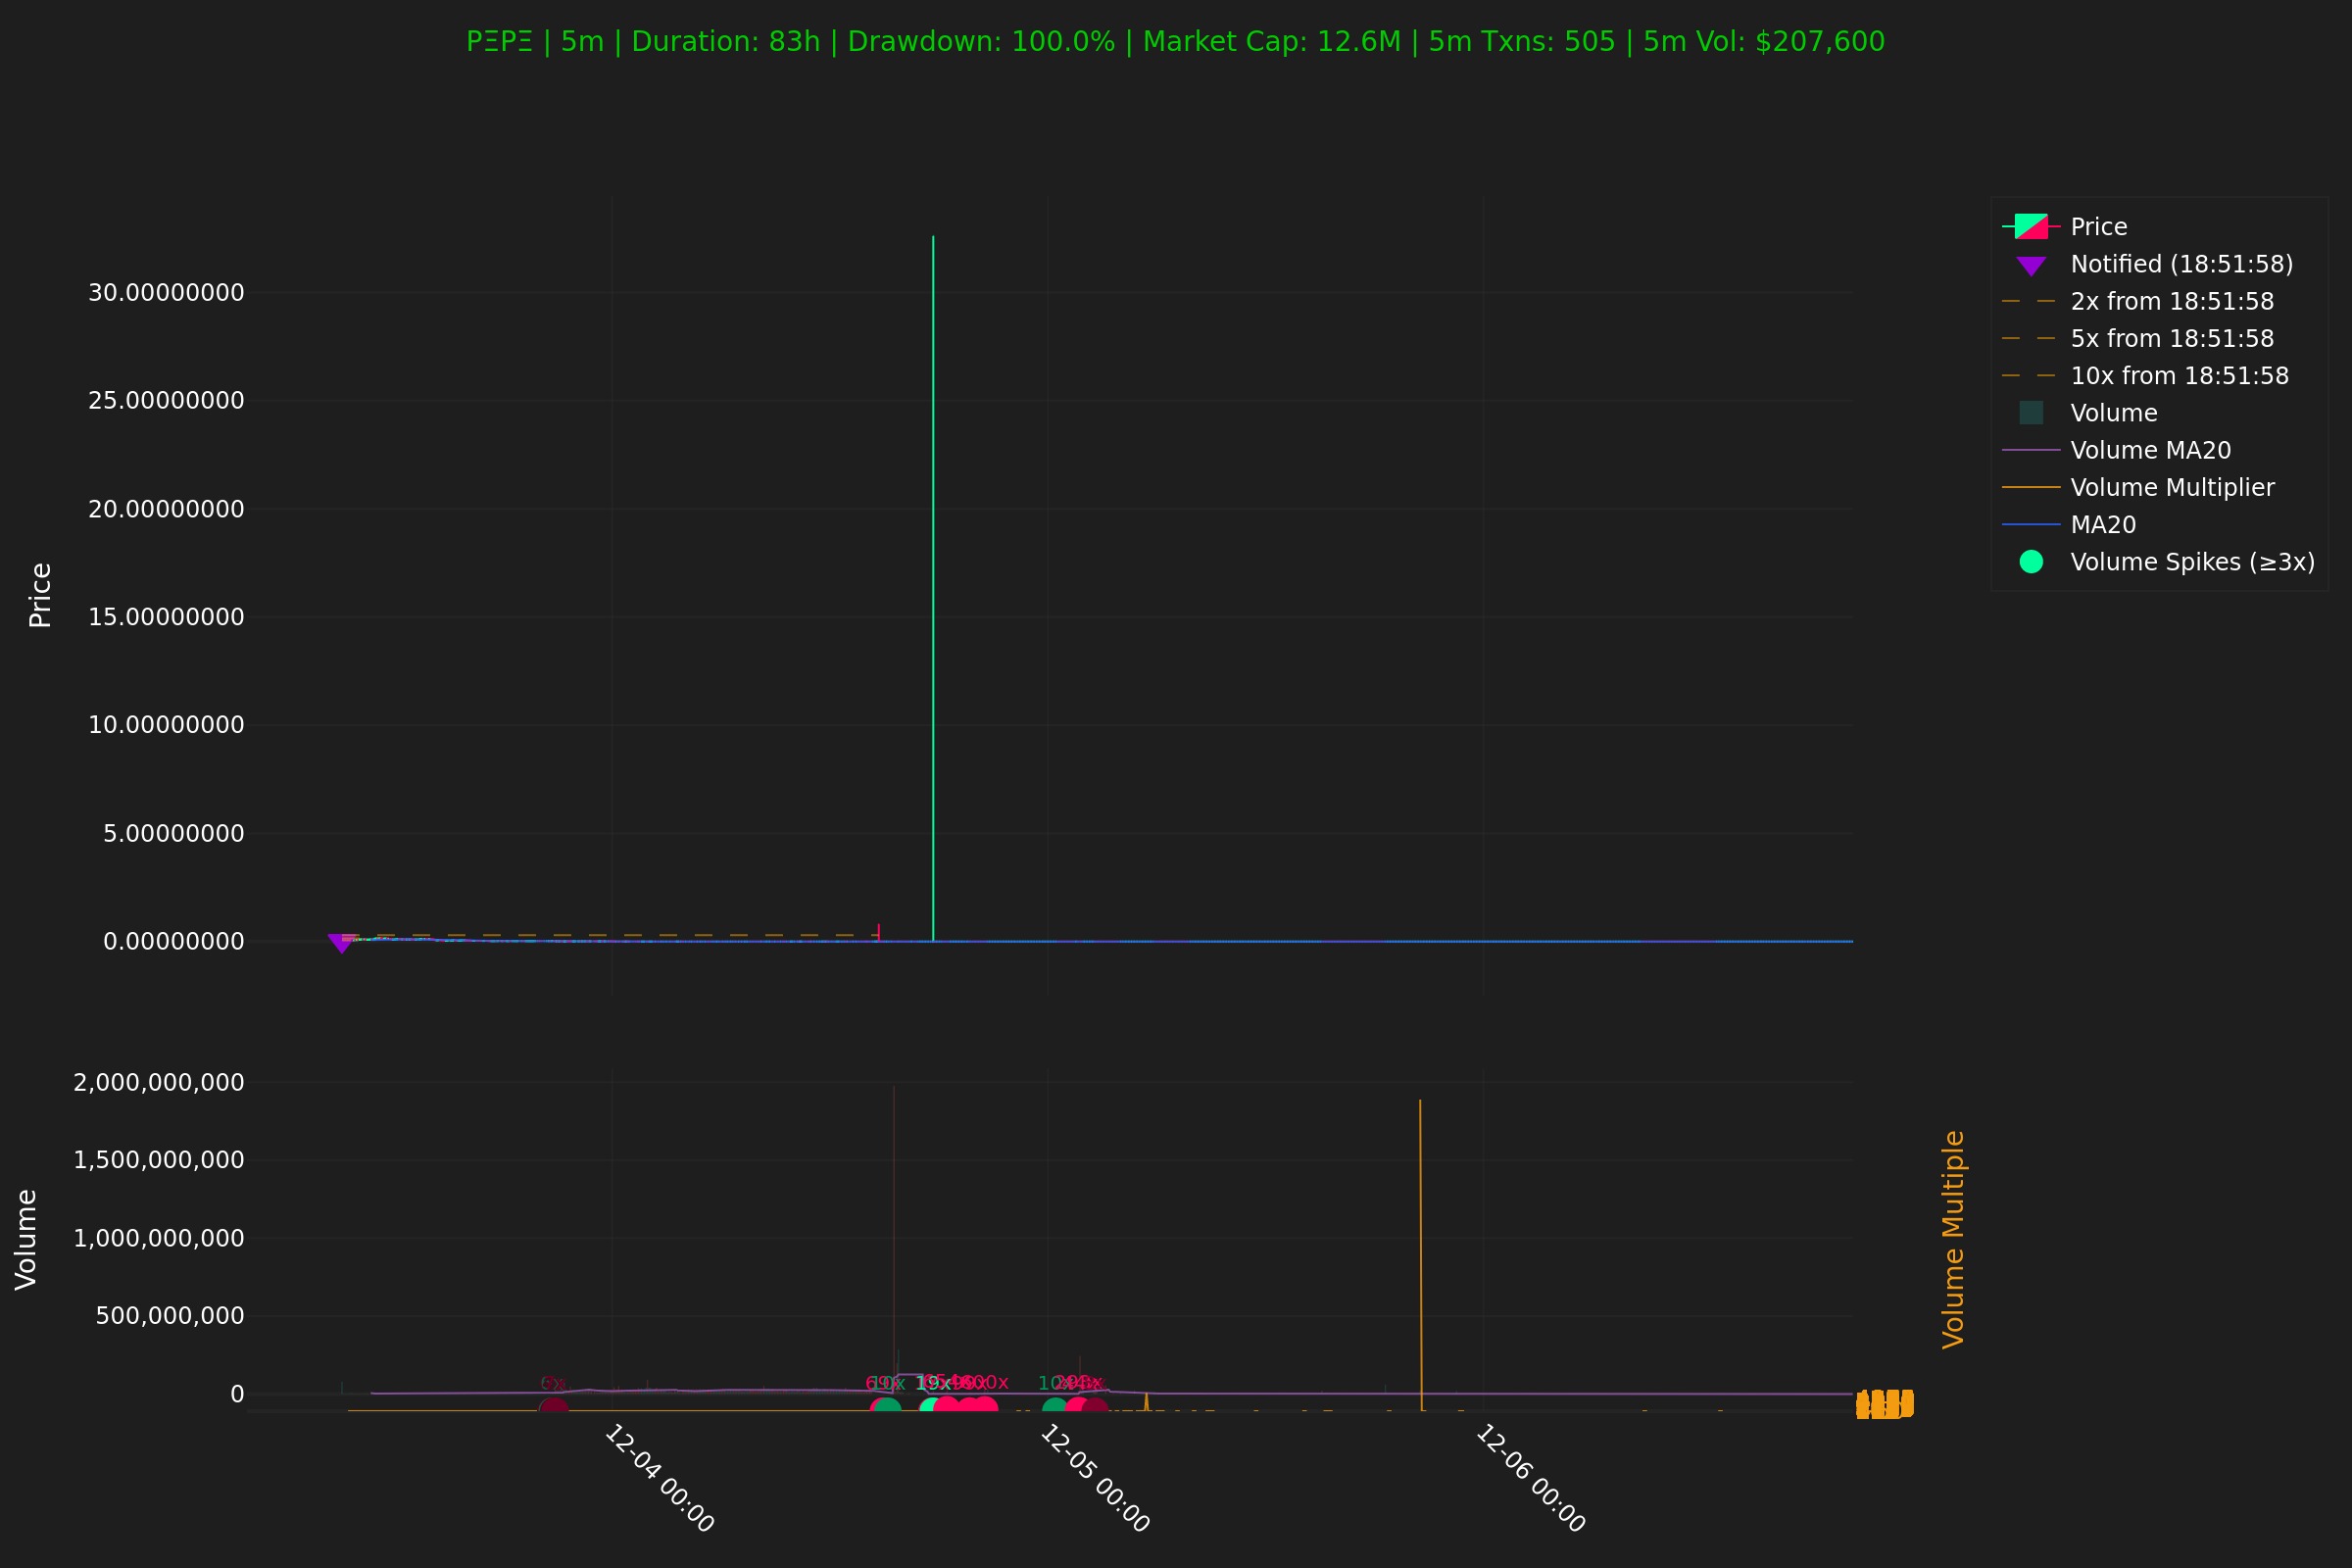 PΞPΞ | 5m | Duration: 83h | Drawdown: 100.0% | Market Cap: 12.6M | 5m Txns: 505 | 5m Vol: $207,600
Price
30.00000000
25.00000000
20.00000000
15.00000000
10.00000000
5.00000000
0.00000000
Price
Notified (18:51:58)
2x from 18:51:58
5x from 18:51:58
10x from 18:51:58
Volume
Volume MA20
Volume Multiplier
MA20
Volume Spikes (≥3x)
Volume
2,000,000,000
1,500,000,000
1,000,000,000
500,000,000
0
10x
19x
Volume Multiple
12-04 00:00
12-05 00:00
12-06 00:00